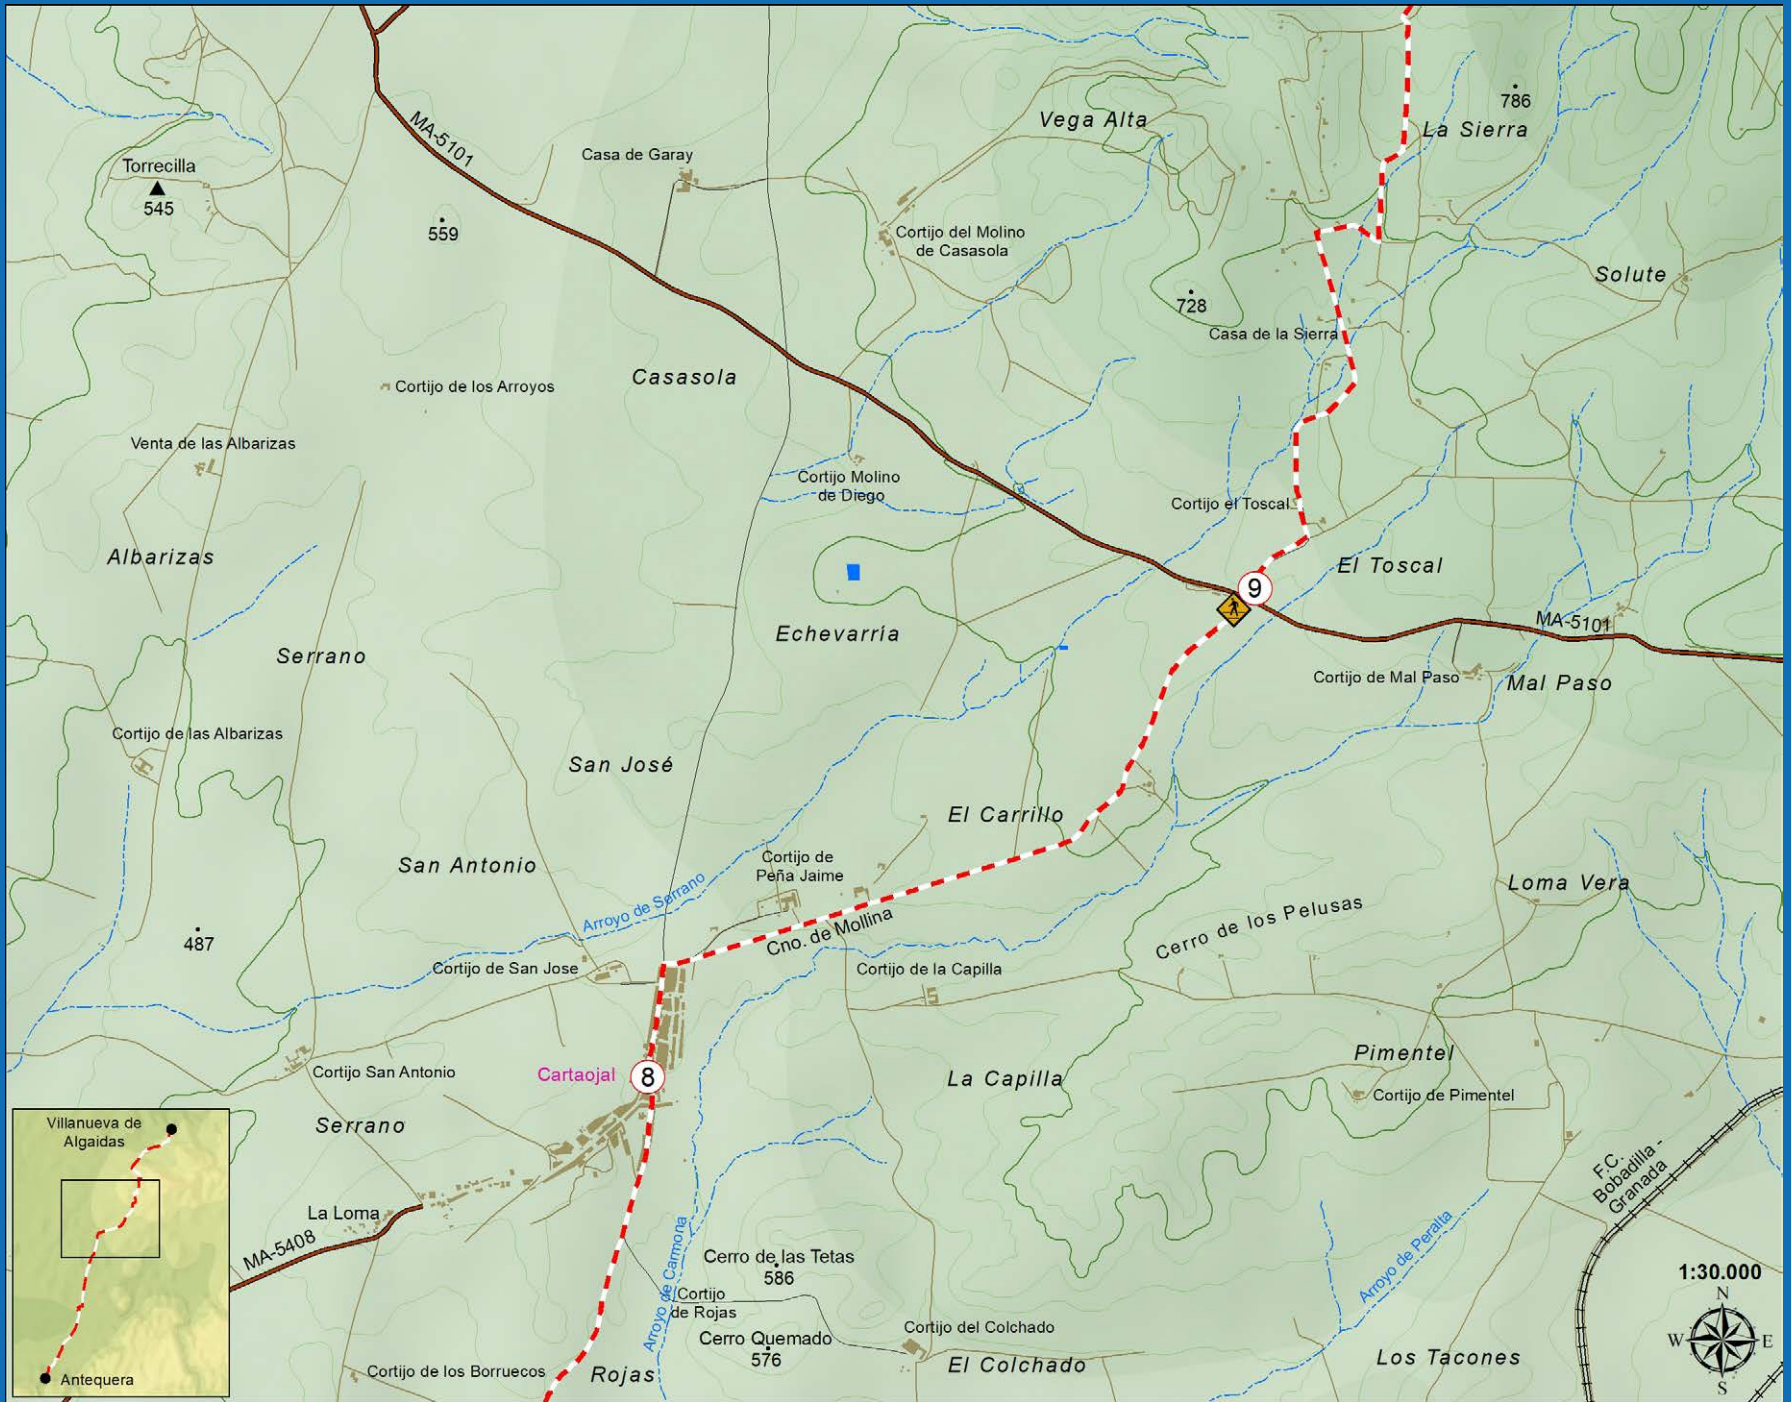 786
Vega Alta
La Sierra
MA-5101
Casa de Garay
Torrecilla
545
559
Cortijo del Molino
de Casasola
Solute
728
Casa de la Sierra
Casasola
Cortijo de los Arroyos
Venta de las Albarizas
Cortijo Molino
de Diego
Cortijo el Toscal
Albarizas
El Toscal
9
MA-5101
Echevarría
Serrano
Cortijo de Mal Paso
Mal Paso
Cortijo de las Albarizas
San José
El Carrillo
San Antonio
Cortijo de
Peña Jaime
Loma Vera
Arroyo de Serrano
Cno. de Mollina
Cerro de los Pelusas
487
Cortijo de San Jose
Cortijo de la Capilla
Pimentel
Cortijo San Antonio
Cartaojal
8
La Capilla
Cortijo de Pimentel
Serrano
Villanueva de
Algaidas
Antequera
F.C.
Bobadilla -
Granada
La Loma
MA-5408
Arroyo de Carmona
Arroyo de Peralta
Cerro de las Tetas
586
Cortijo
de Rojas
Cerro Quemado
576
Cortijo del Colchado
El Colchado
Los Tacones
Cortijo de los Borruecos
Rojas
1:30.000
N
W
E
S